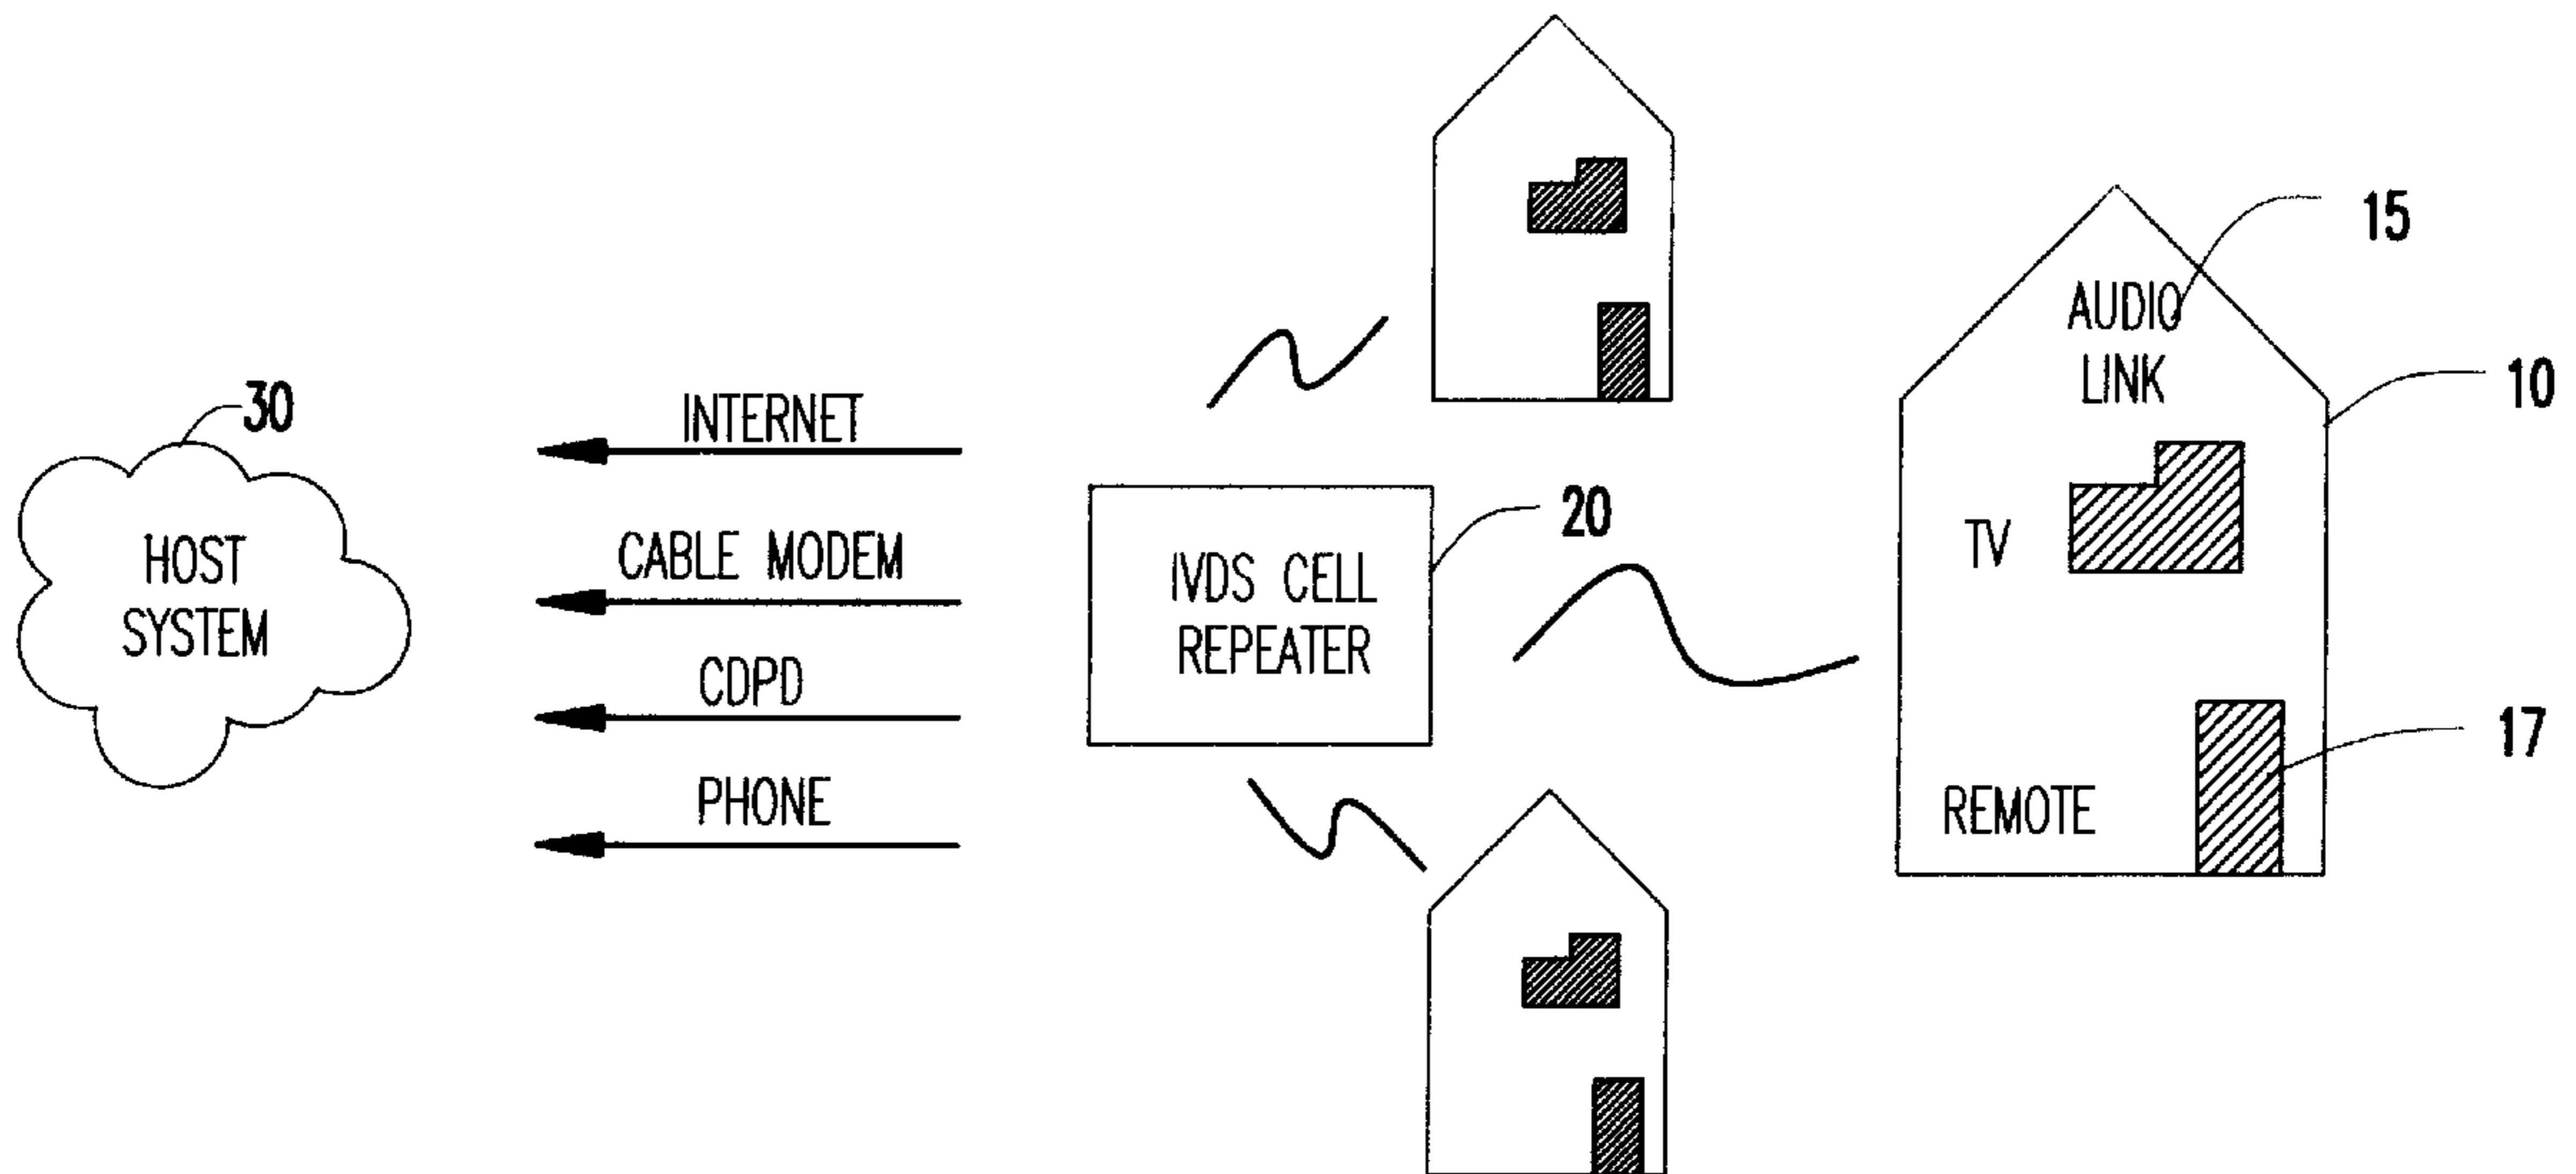 30
HOST
SYSTEM
INTERNET
CABLE MODEM
CDPD
PHONE
IVDS CELL
REPEATER
20
AUDIO
LINK
TV
REMOTE
15
10
17